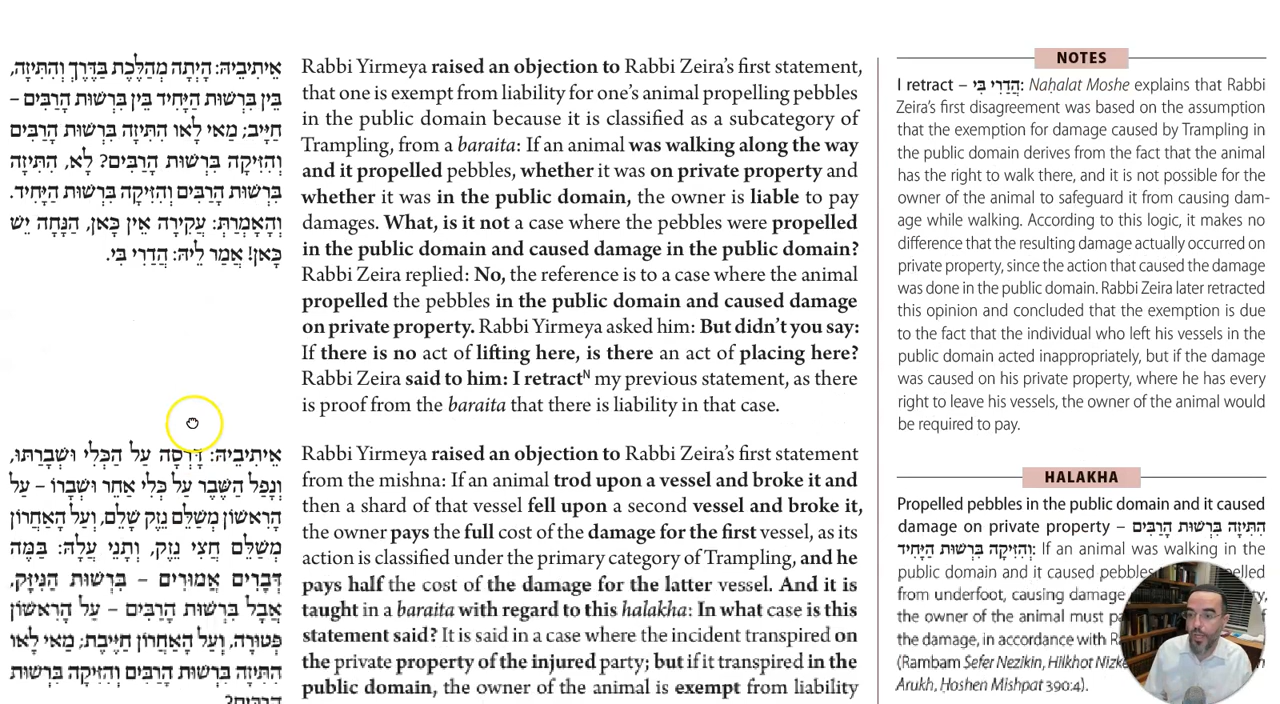 אֵיתִיבֵיהּ: הָיְתָה מְהַלֶּכֶת בַּדֶּרֶךְ וְהִתִּיזָה,
בֵּין בִּרְשׁוּת הַיָּחִיד בֵּין בִּרְשׁוּת הָרַבִּים –
חַיָּיב; מַאי לָאו הִתִּיזָה בִּרְשׁוּת הָרַבִּים
וְהִזִּיקָה בִּרְשׁוּת הָרַבִּים? לָא, הִתִּיזָה
בִּרְשׁוּת הָרַבִּים וְהִזִּיקָה בִּרְשׁוּת הַיָּחִיד.
וְהָאָמְרַתְּ: עֲקִירָה אֵין כָּאן, הַנָּחָה יֵשׁ
כָּאן! אֲמַר לֵיהּ: הֲדַרִי בִּי.
אֵיתִיבֵיהּ: דָּרְסָה עַל הַכְּלִי וּשְׁבָרַתּוּ,
וְנָפַל הַשֶּׁבֶר עַל כְּלִי אַחֵר וּשְׁבָרוֹ – עַל
הָרִאשׁוֹן מְשַׁלֵּם נֶזֶק שָׁלֵם, וְעַל הָאַחֲרוֹן
מְשַׁלֵּם חֲצִי נֶזֶק, וְתָנֵי עֲלַהּ: בַּמֶּה
דְּבָרִים אֲמוּרִים – בִּרְשׁוּת הַנִּיזָּק,
אֲבָל בִּרְשׁוּת הָרַבִּים – עַל הָרִאשׁוֹן
פְּטוּרָה, וְעַל הָאַחֲרוֹן חַיֶּיבֶת; מַאי לָאו
הִתִּיזָה בִּרְשׁוּת הָרַבִּים וְהִזִּיקָה בִּרְשׁוּת
הָרַבִּים?
Rabbi Yirmeya raised an objection to Rabbi Zeira's first statement,
that one is exempt from liability for one's animal propelling pebbles
in the public domain because it is classified as a subcategory of
Trampling, from a baraita: If an animal was walking along the way
and it propelled pebbles, whether it was on private property and
whether it was in the public domain, the owner is liable to pay
damages. What, is it not a case where the pebbles were propelled
in the public domain and caused damage in the public domain?
Rabbi Zeira replied: No, the reference is to a case where the animal
propelled the pebbles in the public domain and caused damage
on private property. Rabbi Yirmeya asked him: But didn't you say:
If there is no act of lifting here, is there an act of placing here?
Rabbi Zeira said to him: I retractᴺ my previous statement, as there
is proof from the baraita that there is liability in that case.
Rabbi Yirmeya raised an objection to Rabbi Zeira's first statement
from the mishna: If an animal trod upon a vessel and broke it and
then a shard of that vessel fell upon a second vessel and broke it,
the owner pays the full cost of the damage for the first vessel, as its
action is classified under the primary category of Trampling, and he
pays half the cost of the damage for the latter vessel. And it is
taught in a baraita with regard to this halakha: In what case is this
statement said? It is said in a case where the incident transpired on
the private property of the injured party; but if it transpired in the
public domain, the owner of the animal is exempt from liability
NOTES
I retract – הֲדַרִי בִּי: Naḥalat Moshe explains that Rabbi
Zeira's first disagreement was based on the assumption
that the exemption for damage caused by Trampling in
the public domain derives from the fact that the animal
has the right to walk there, and it is not possible for the
owner of the animal to safeguard it from causing dam-
age while walking. According to this logic, it makes no
difference that the resulting damage actually occurred on
private property, since the action that caused the damage
was done in the public domain. Rabbi Zeira later retracted
this opinion and concluded that the exemption is due
to the fact that the individual who left his vessels in the
public domain acted inappropriately, but if the damage
was caused on his private property, where he has every
right to leave his vessels, the owner of the animal would
be required to pay.
HALAKHA
Propelled pebbles in the public domain and it caused
damage on private property – הִתִּיזָה בִּרְשׁוּת הָרַבִּים
וְהִזִּיקָה בִּרְשׁוּת הַיָּחִיד: If an animal was walking in the
public domain and it caused pebbles
from underfoot, causing damage
the owner of the animal must
the damage, in accordance with
(Rambam Sefer Nezikin, Hilkhot
Arukh, Ḥoshen Mishpat 390:4).